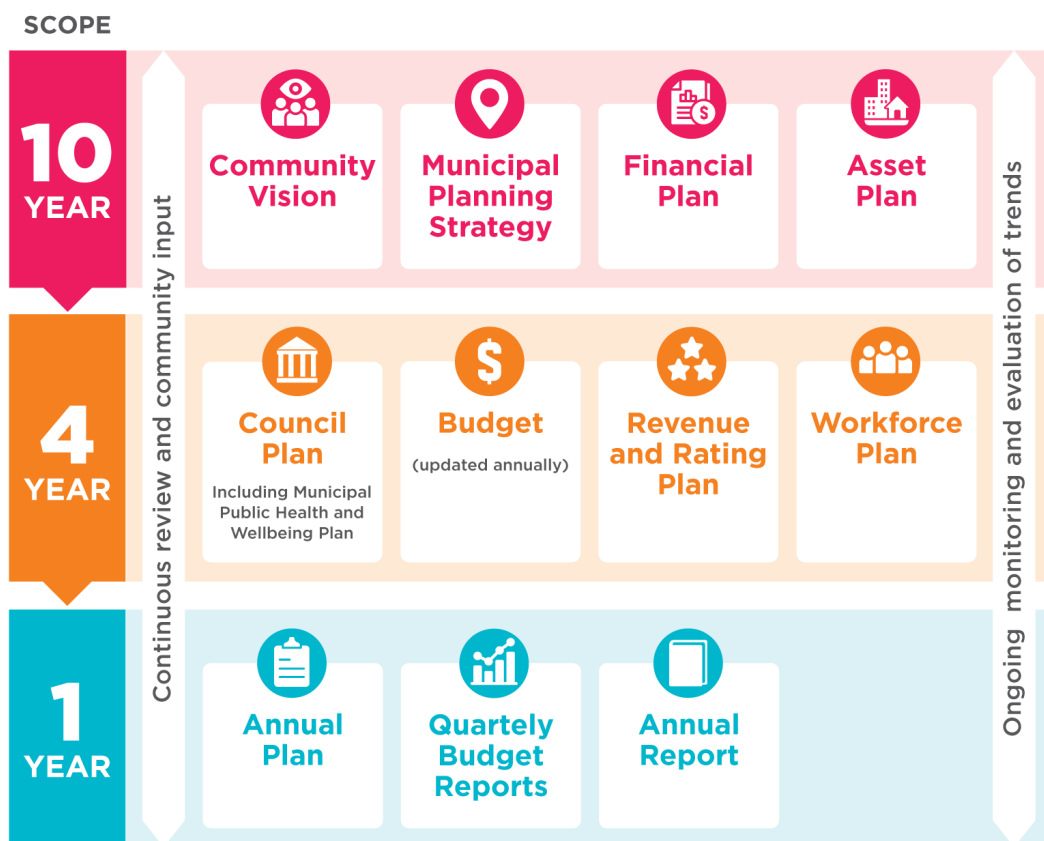 SCOPE
10
YEAR
Continuous review and community input
Community
Vision
Municipal
Planning
Strategy
Financial
Plan
Asset
Plan
Ongoing monitoring and evaluation of trends
4
YEAR
Council
Plan
Including Municipal
Public Health and
Wellbeing Plan
$
Budget
(updated annually)
Revenue
and Rating
Plan
Workforce
Plan
1
YEAR
Annual
Plan
Quartely
Budget
Reports
Annual
Report